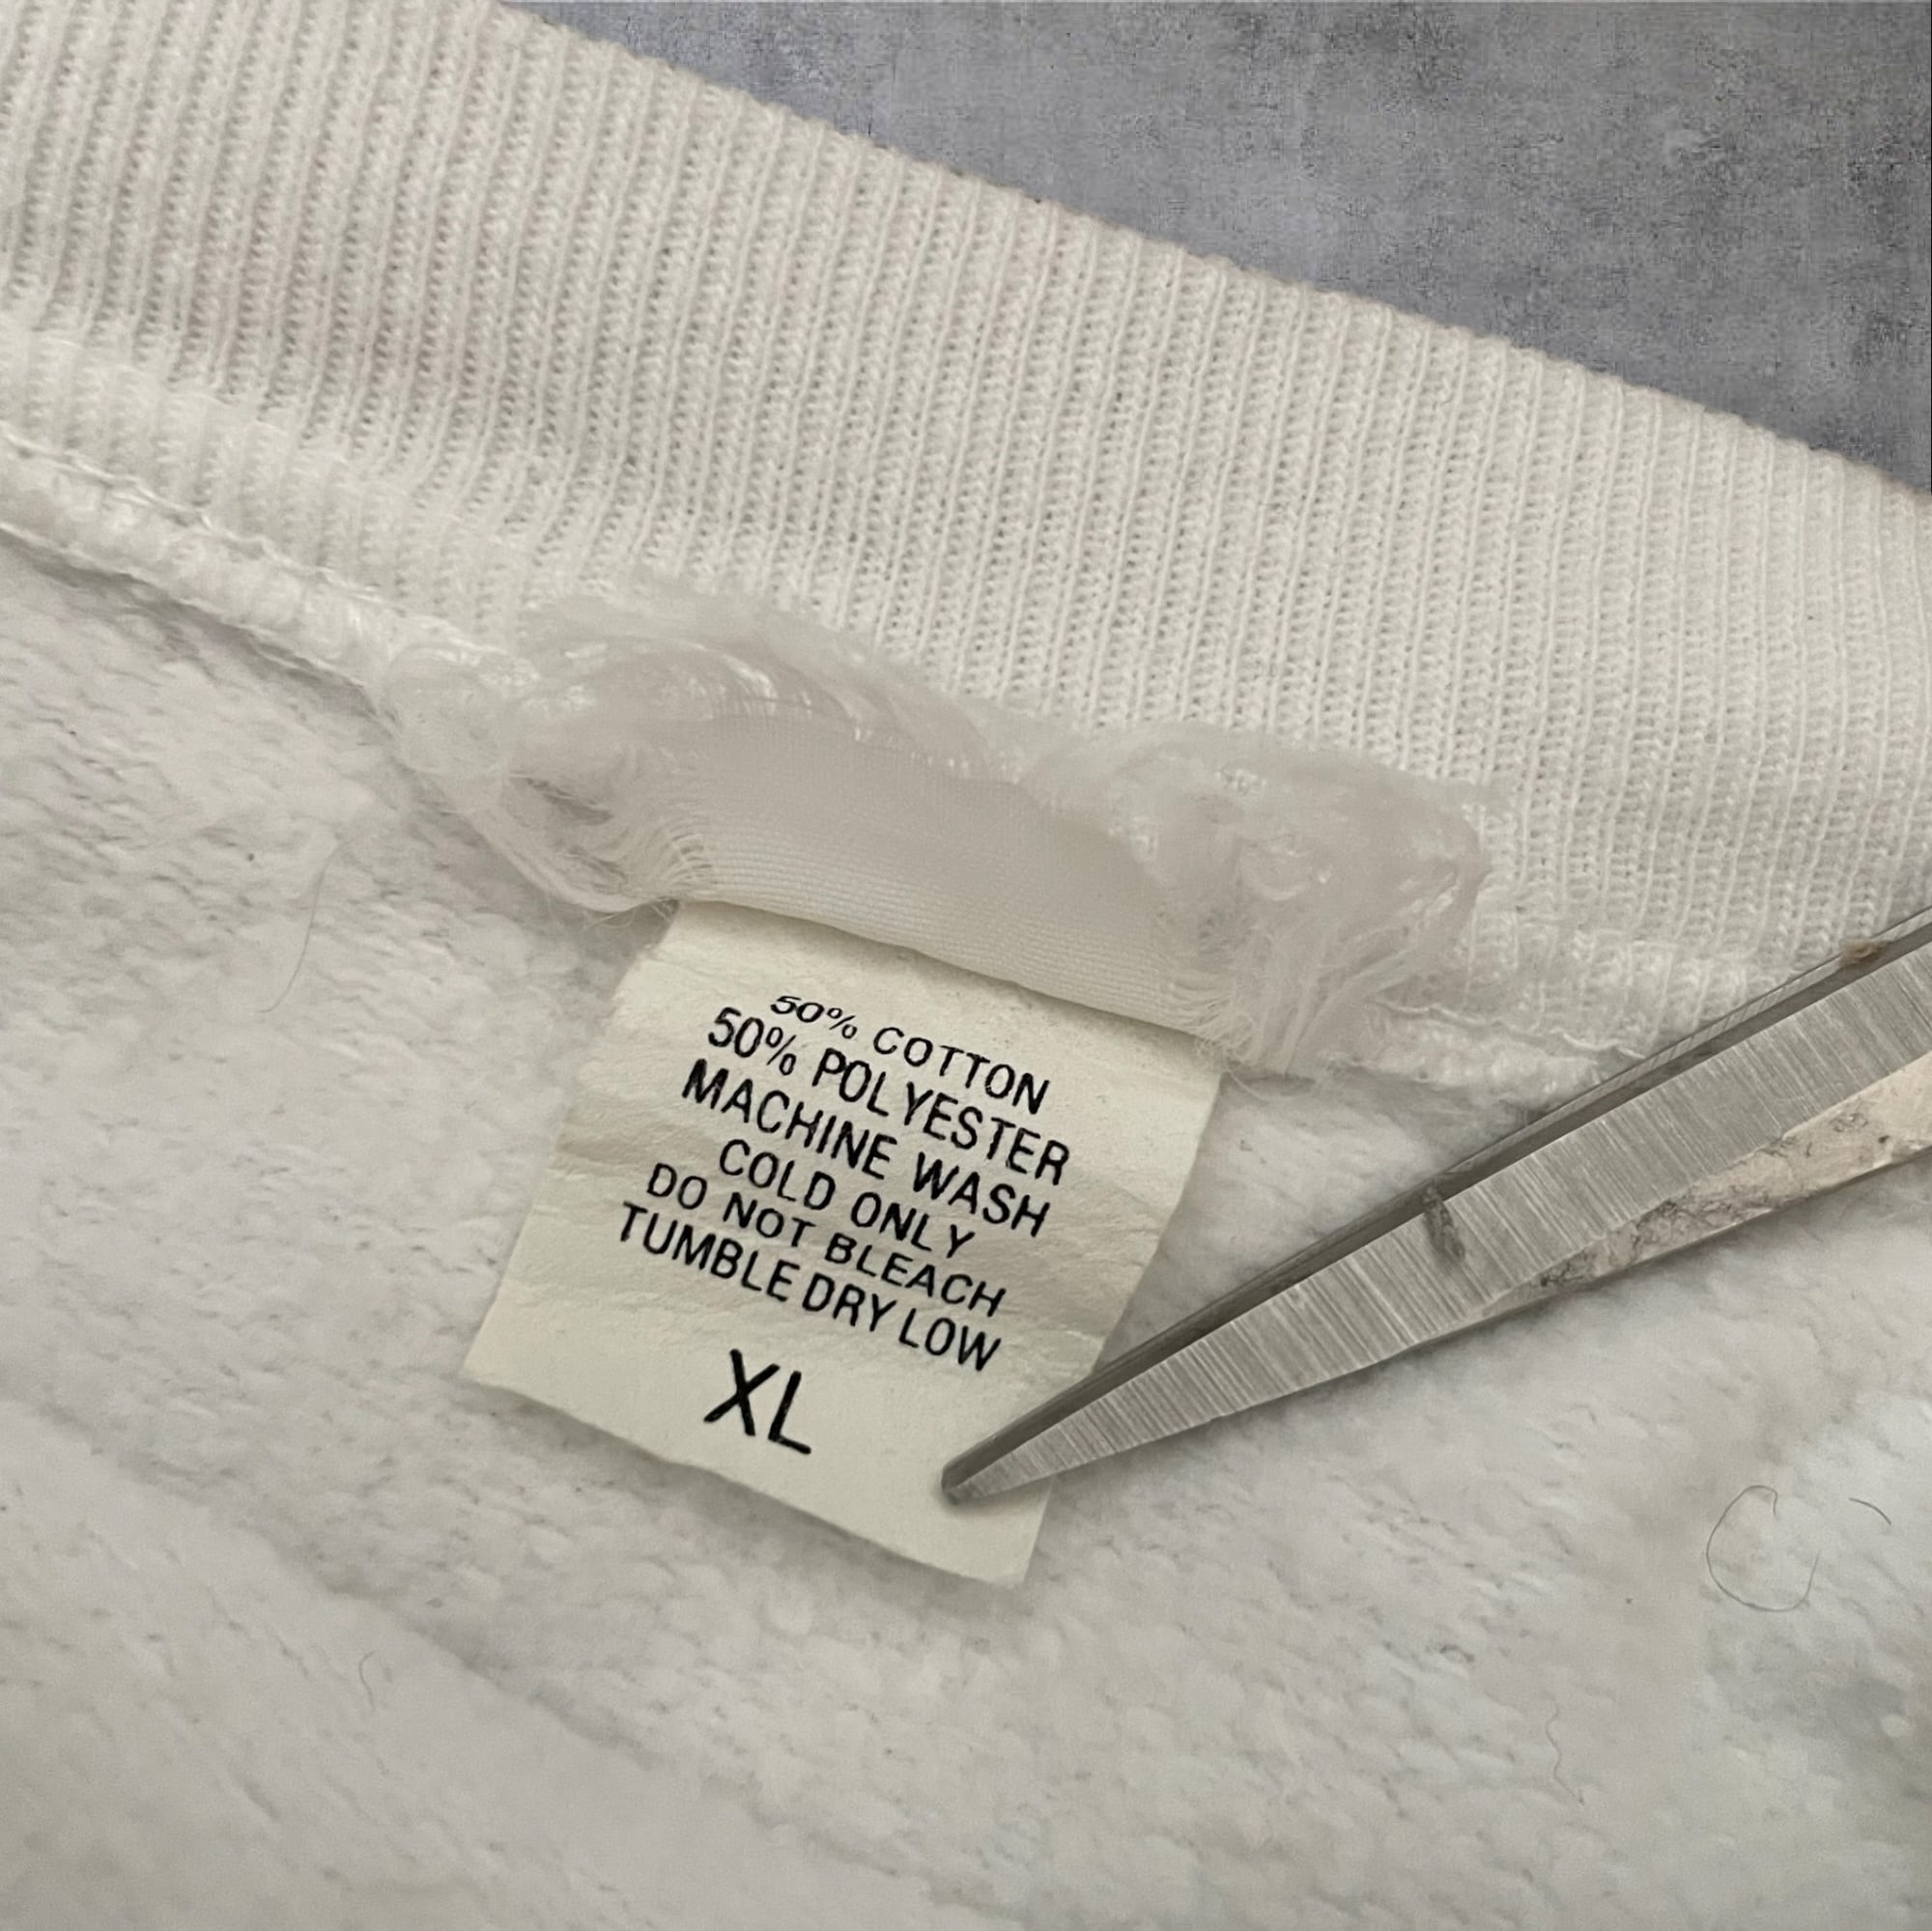 50% COTTON
50% POLYESTER
MACHINE WASH
COLD ONLY
DO NOT BLEACH
TUMBLE DRY LOW
XL